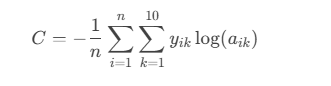 C = -\frac{1}{n} \sum_{i=1}^{n} \sum_{k=1}^{10} y_{ik} \log(a_{ik})